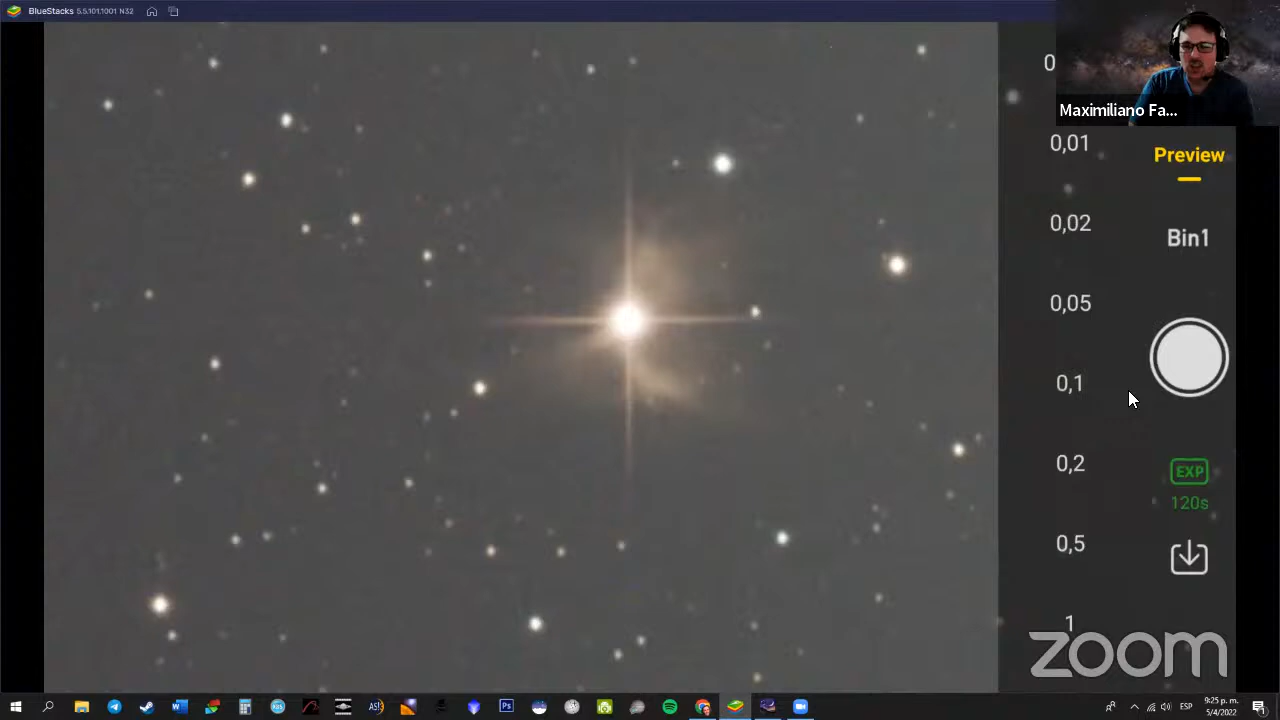 BlueStacks 5.5.101.1001 N32
Maximiliano Fa...
0
0,01
0,02
0,05
0,1
0,2
0,5
1
Preview
Bin1
EXP
120s
zoom
ESP
9:25 p. m.
5/4/2022